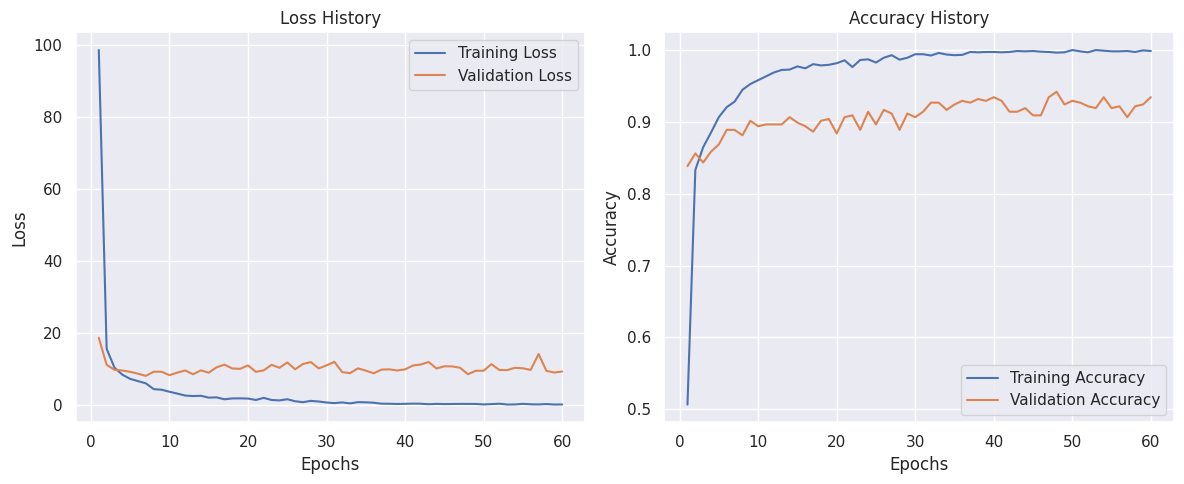 Loss History
Loss
100
80
60
40
20
0
Training Loss
Validation Loss
0 10 20 30 40 50 60
Epochs
Accuracy History
Accuracy
1.0
0.9
0.8
0.7
0.6
0.5
Training Accuracy
Validation Accuracy
0 10 20 30 40 50 60
Epochs